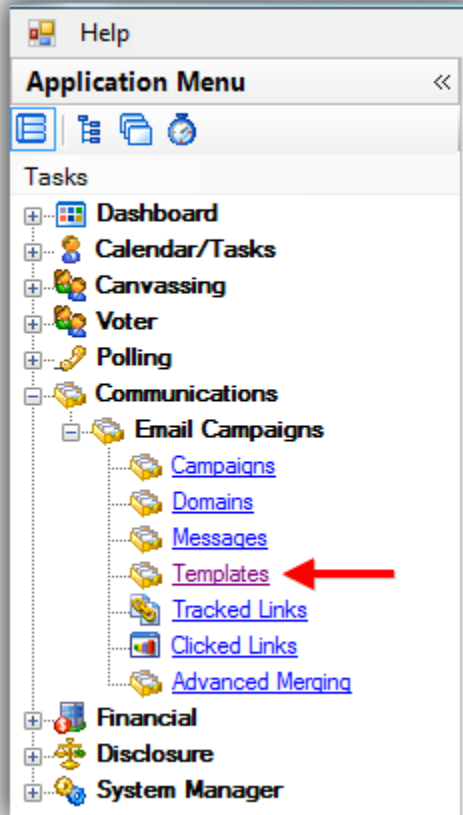 Help
Application Menu
Tasks
Dashboard
Calendar/Tasks
Canvassing
Voter
Polling
Communications
Email Campaigns
Campaigns
Domains
Messages
Templates
Tracked Links
Clicked Links
Advanced Merging
Financial
Disclosure
System Manager